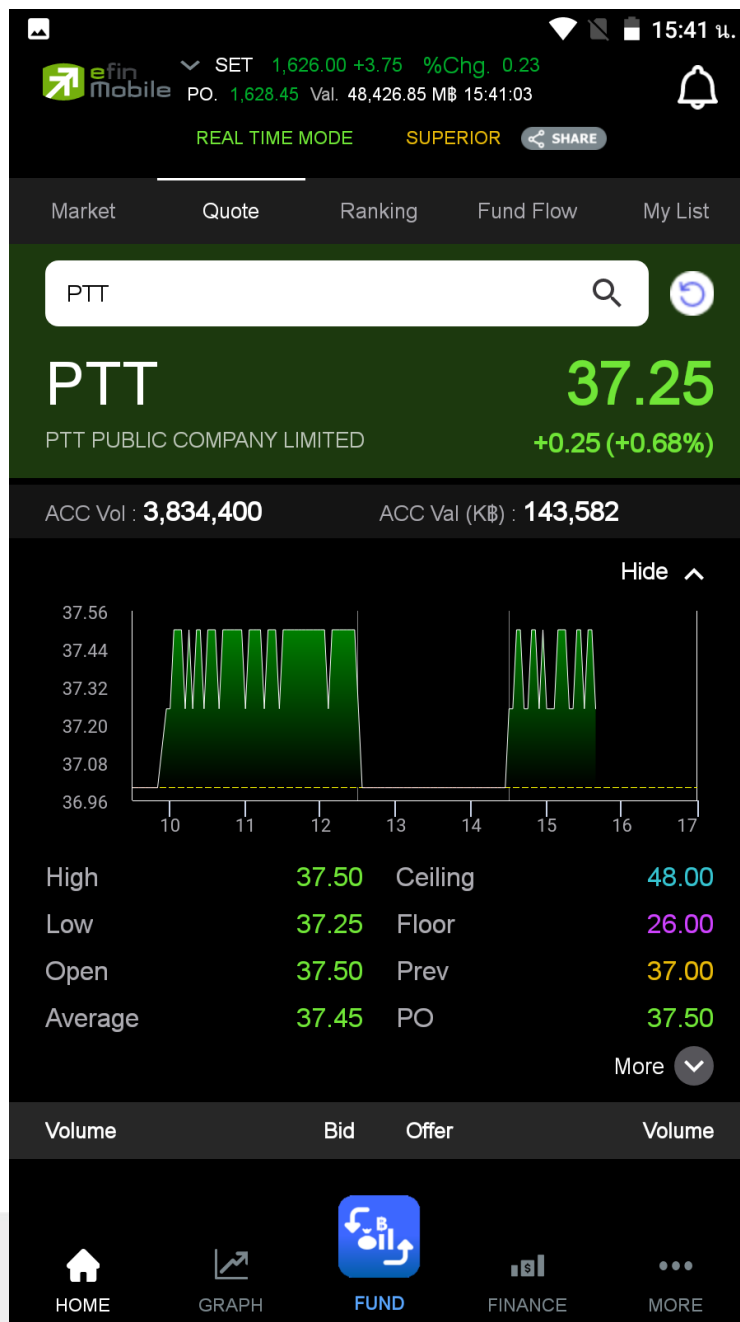 15:41 น.
efin Mobile SET 1,626.00 +3.75 %Chg. 0.23
PO. 1,628.45 Val. 48,426.85 M฿ 15:41:03
REAL TIME MODE SUPERIOR SHARE
Market Quote Ranking Fund Flow My List
PTT
PTT 37.25
PTT PUBLIC COMPANY LIMITED +0.25 (+0.68%)
ACC Vol : 3,834,400 ACC Val (K฿) : 143,582
Hide
37.56
37.44
37.32
37.20
37.08
36.96
10 11 12 13 14 15 16 17
High 37.50 Ceiling 48.00
Low 37.25 Floor 26.00
Open 37.50 Prev 37.00
Average 37.45 PO 37.50
More
Volume Bid Offer Volume
฿
oil
HOME GRAPH FUND FINANCE MORE